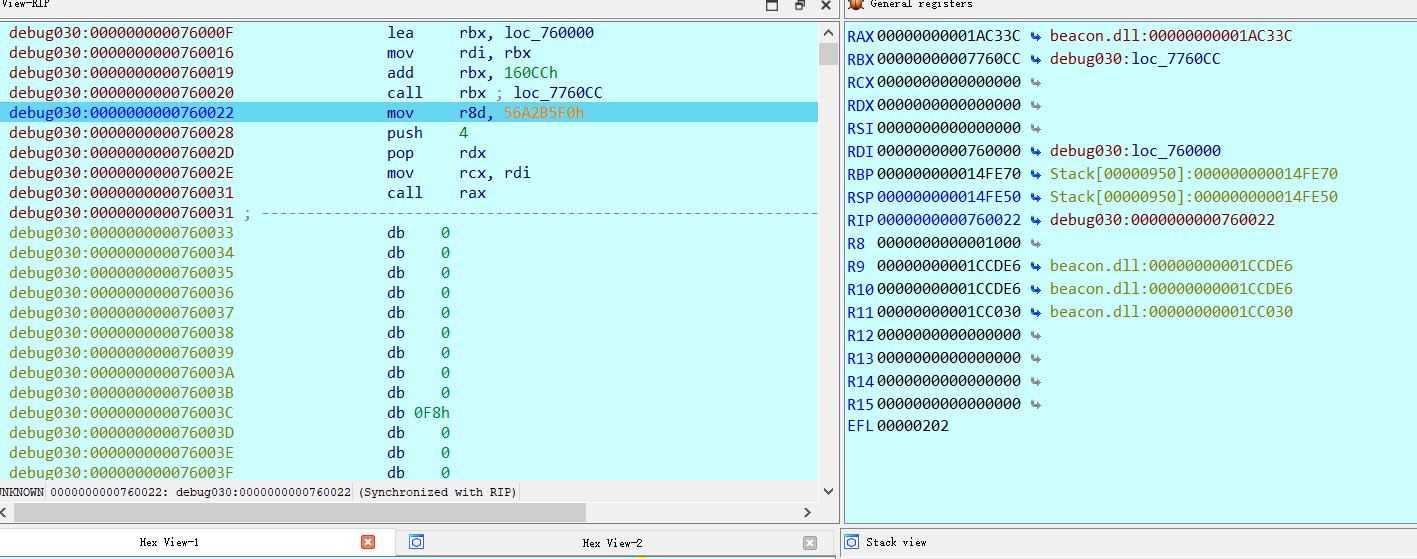 View-RIP
General registers
debug030:000000000076000F lea rbx, loc_760000
debug030:0000000000760016 mov rdi, rbx
debug030:0000000000760019 add rbx, 160CCh
debug030:0000000000760020 call rbx ; loc_7760CC
debug030:0000000000760022 mov r8d, 56A2B5F0h
debug030:0000000000760028 push 4
debug030:000000000076002D pop rdx
debug030:000000000076002E mov rcx, rdi
debug030:0000000000760031 call rax
debug030:0000000000760031 ; ---------------------------------------------------------------
debug030:0000000000760033 db 0
debug030:0000000000760034 db 0
debug030:0000000000760035 db 0
debug030:0000000000760036 db 0
debug030:0000000000760037 db 0
debug030:0000000000760038 db 0
debug030:0000000000760039 db 0
debug030:000000000076003A db 0
debug030:000000000076003B db 0
debug030:000000000076003C db 0F8h
debug030:000000000076003D db 0
debug030:000000000076003E db 0
debug030:000000000076003F db 0
UNKNOWN 0000000000760022: debug030:0000000000760022 (Synchronized with RIP)
RAX 00000000001AC33C beacon.dll:00000000001AC33C
RBX 00000000007760CC debug030:loc_7760CC
RCX 0000000000000000
RDX 0000000000000000
RSI 0000000000000000
RDI 0000000000760000 debug030:loc_760000
RBP 000000000014FE70 Stack[00000950]:000000000014FE70
RSP 000000000014FE50 Stack[00000950]:000000000014FE50
RIP 0000000000760022 debug030:0000000000760022
R8 0000000000001000
R9 00000000001CCDE6 beacon.dll:00000000001CCDE6
R10 00000000001CCDE6 beacon.dll:00000000001CCDE6
R11 00000000001CC030 beacon.dll:00000000001CC030
R12 0000000000000000
R13 0000000000000000
R14 0000000000000000
R15 0000000000000000
EFL 00000202
Hex View-1
Hex View-2
Stack view